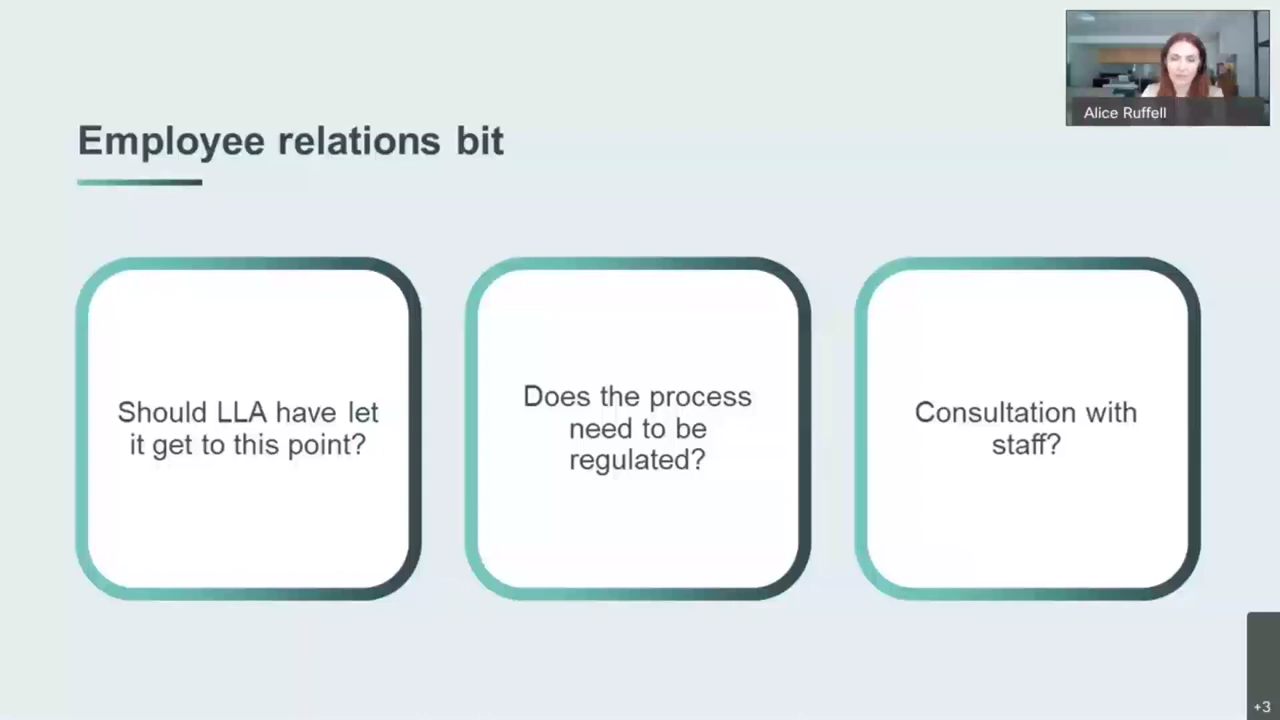 Alice Ruffell
Employee relations bit
Should LLA have let
it get to this point?
Does the process
need to be
regulated?
Consultation with
staff?
+3